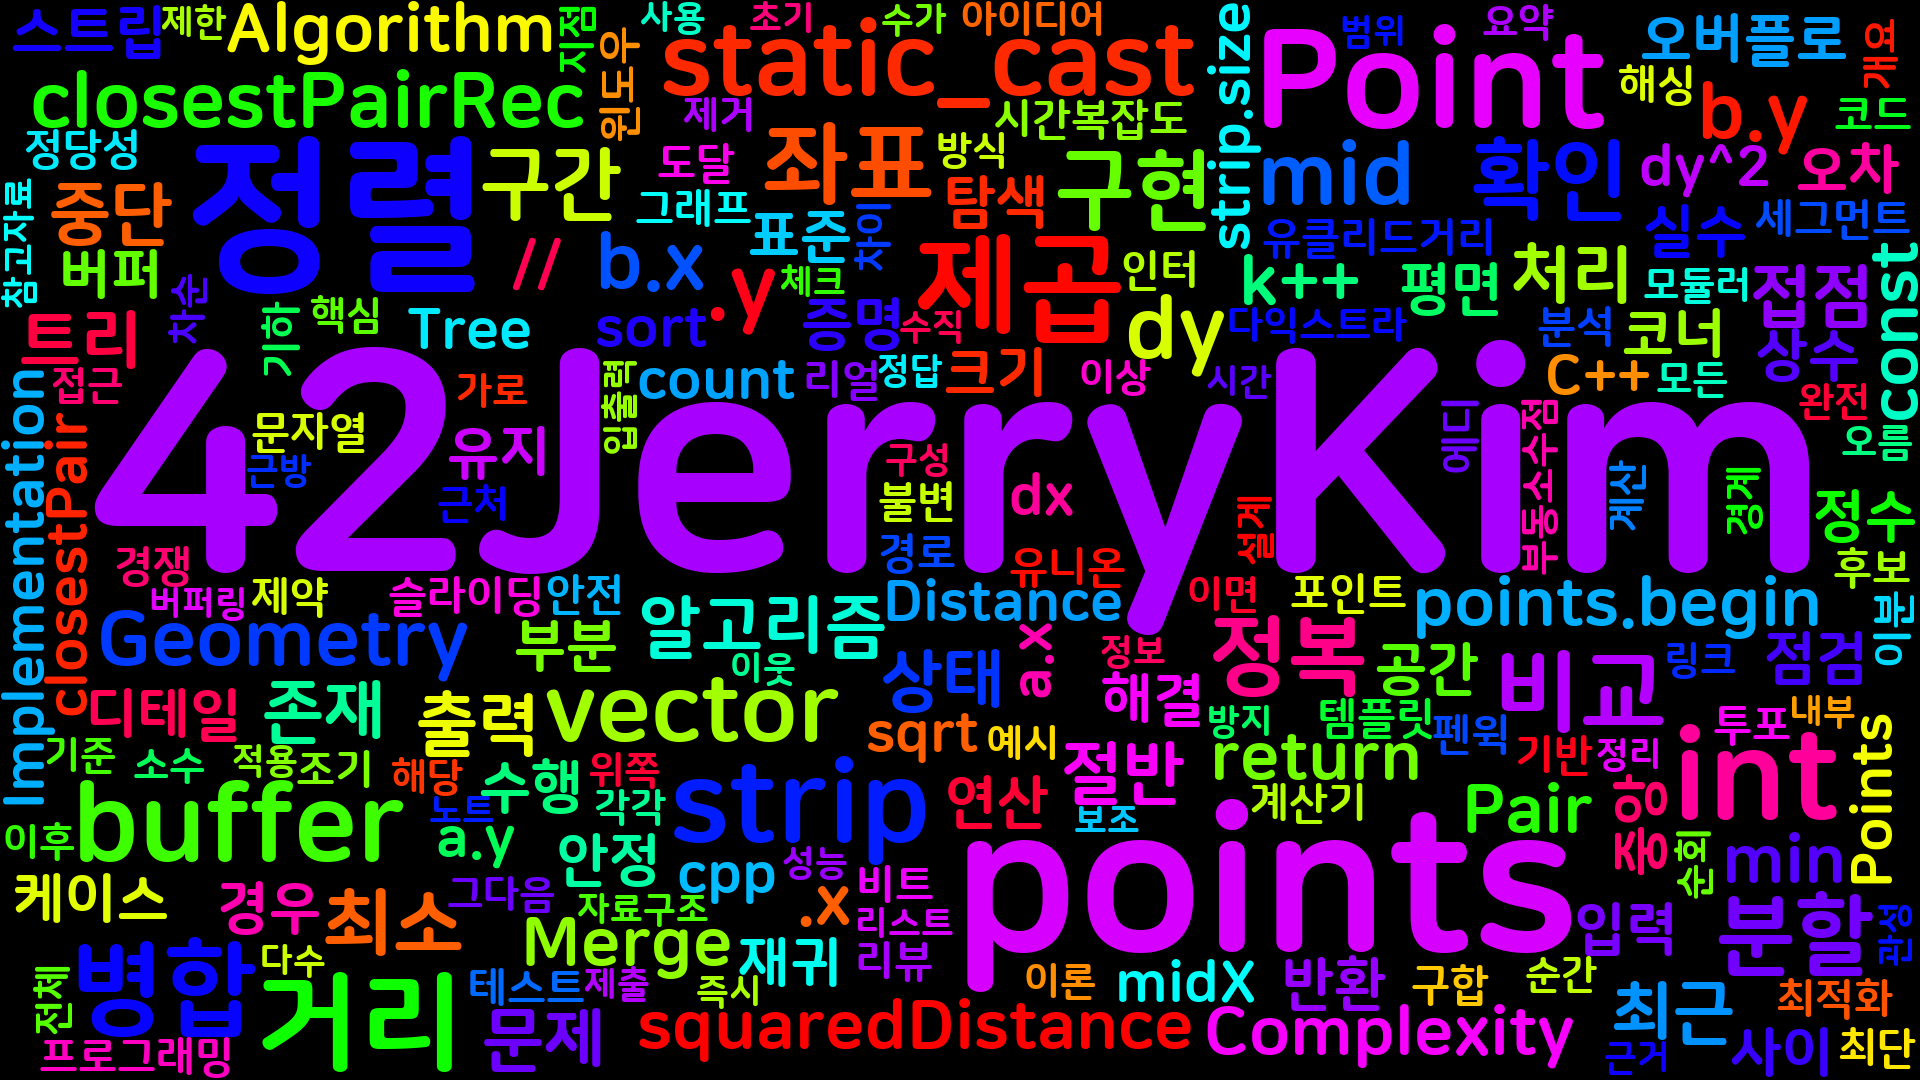 스트립
제한
Algorithm
지점
사용
초기
수가
아이디어
static_cast
strip.size
Point
범위
요약
오버플로
개여
closestPairRec
윈도우
제거
시간복잡도
해싱
b.y
코드
정당성
정렬
구간
도달
좌표
방식
구현
mid
확인
dy^2
오차
참고자료
중단
그래프
탐색
유클리드거리
실수
세그먼트
버퍼
//
b.x
표준
차이
.y
체크
제곱
인터
k++
평면
처리
모듈러
접점
const
차순
트리
기하
핵심
Tree
sort
증명
수직
dy
다익스트라
분석
코너
상수
접근
가로
입출력
count
리얼
정답
크기
이상
시간
C++
모든
완전
Implementation
closestPair
42JerryKim
문자열
근방
유지
근처
구성
불변
dx
에디
부동소수점
계산
경계
오름
정수
경쟁
버퍼링
제약
슬라이딩
안전
경로
유니온
설계
이면
포인트
후보
Geometry
부분
알고리즘
Distance
a.x
정보
정복
points.begin
이분
이웃
공간
링크
점검
디테일
존재
출력
vector
상태
해결
비교
기준
소수
적용
조기
해당
수행
위쪽
sqrt
예시
절반
방지
템플릿
return
펜윅
기반
정리
투포
내부
int
Points
이후
buffer
노트
a.y
각각
strip
연산
보조
계산기
Pair
중앙
순회
min
케이스
경우
최소
그다음
안정
cpp
성능
.x
비트
자료구조
리스트
points
입력
분할
전체
병합
다수
거리
테스트
제출
Merge
즉시
재귀
리뷰
이론
midX
반환
구합
순간
최근
최적화
프로그래밍
문제
squaredDistance
Complexity
근거
사이
최단